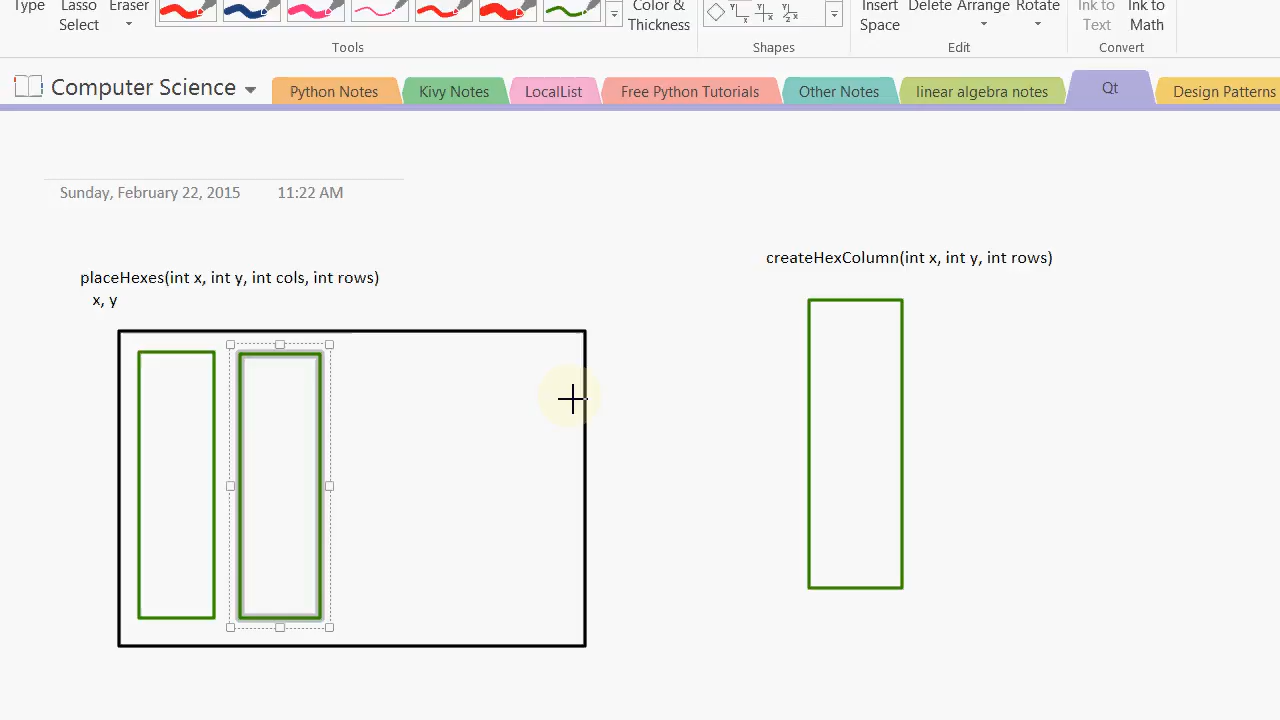 Type Lasso Select Eraser Color & Thickness Insert Space Delete Arrange Rotate Ink to Text Ink to Math
Tools Shapes Edit Convert
Computer Science Python Notes Kivy Notes LocalList Free Python Tutorials Other Notes linear algebra notes Qt Design Patterns
Sunday, February 22, 2015 11:22 AM
createHexColumn(int x, int y, int rows)
placeHexes(int x, int y, int cols, int rows)
x, y